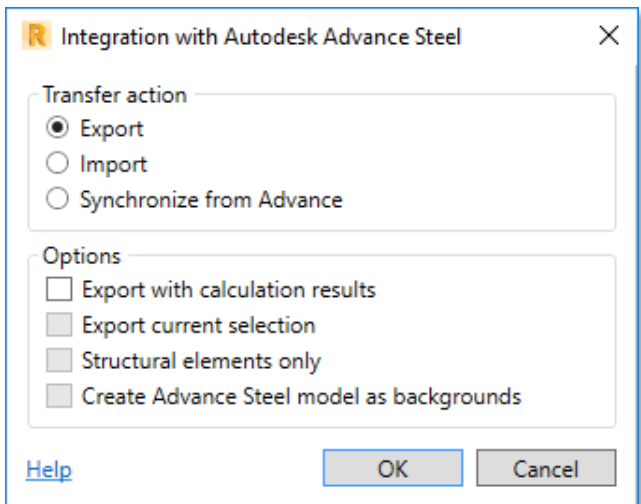 R Integration with Autodesk Advance Steel
Transfer action
Export
Import
Synchronize from Advance
Options
Export with calculation results
Export current selection
Structural elements only
Create Advance Steel model as backgrounds
Help OK Cancel